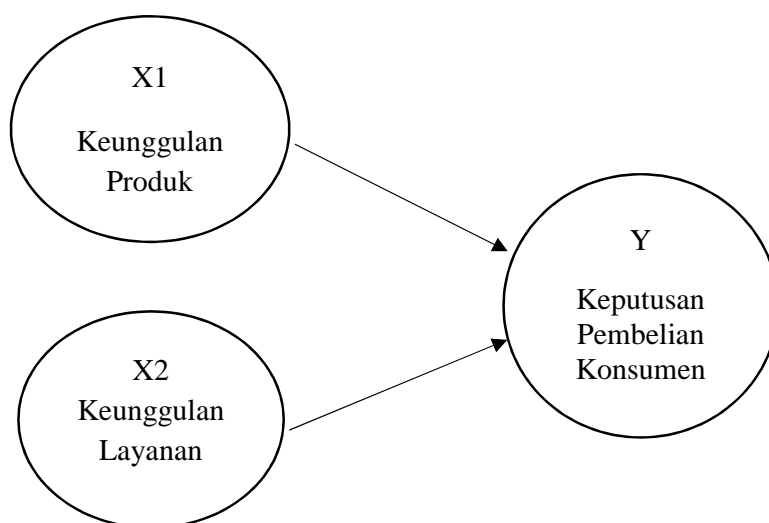 X1
Keunggulan
Produk
Y
Keputusan
Pembelian
Konsumen
X2
Keunggulan
Layanan